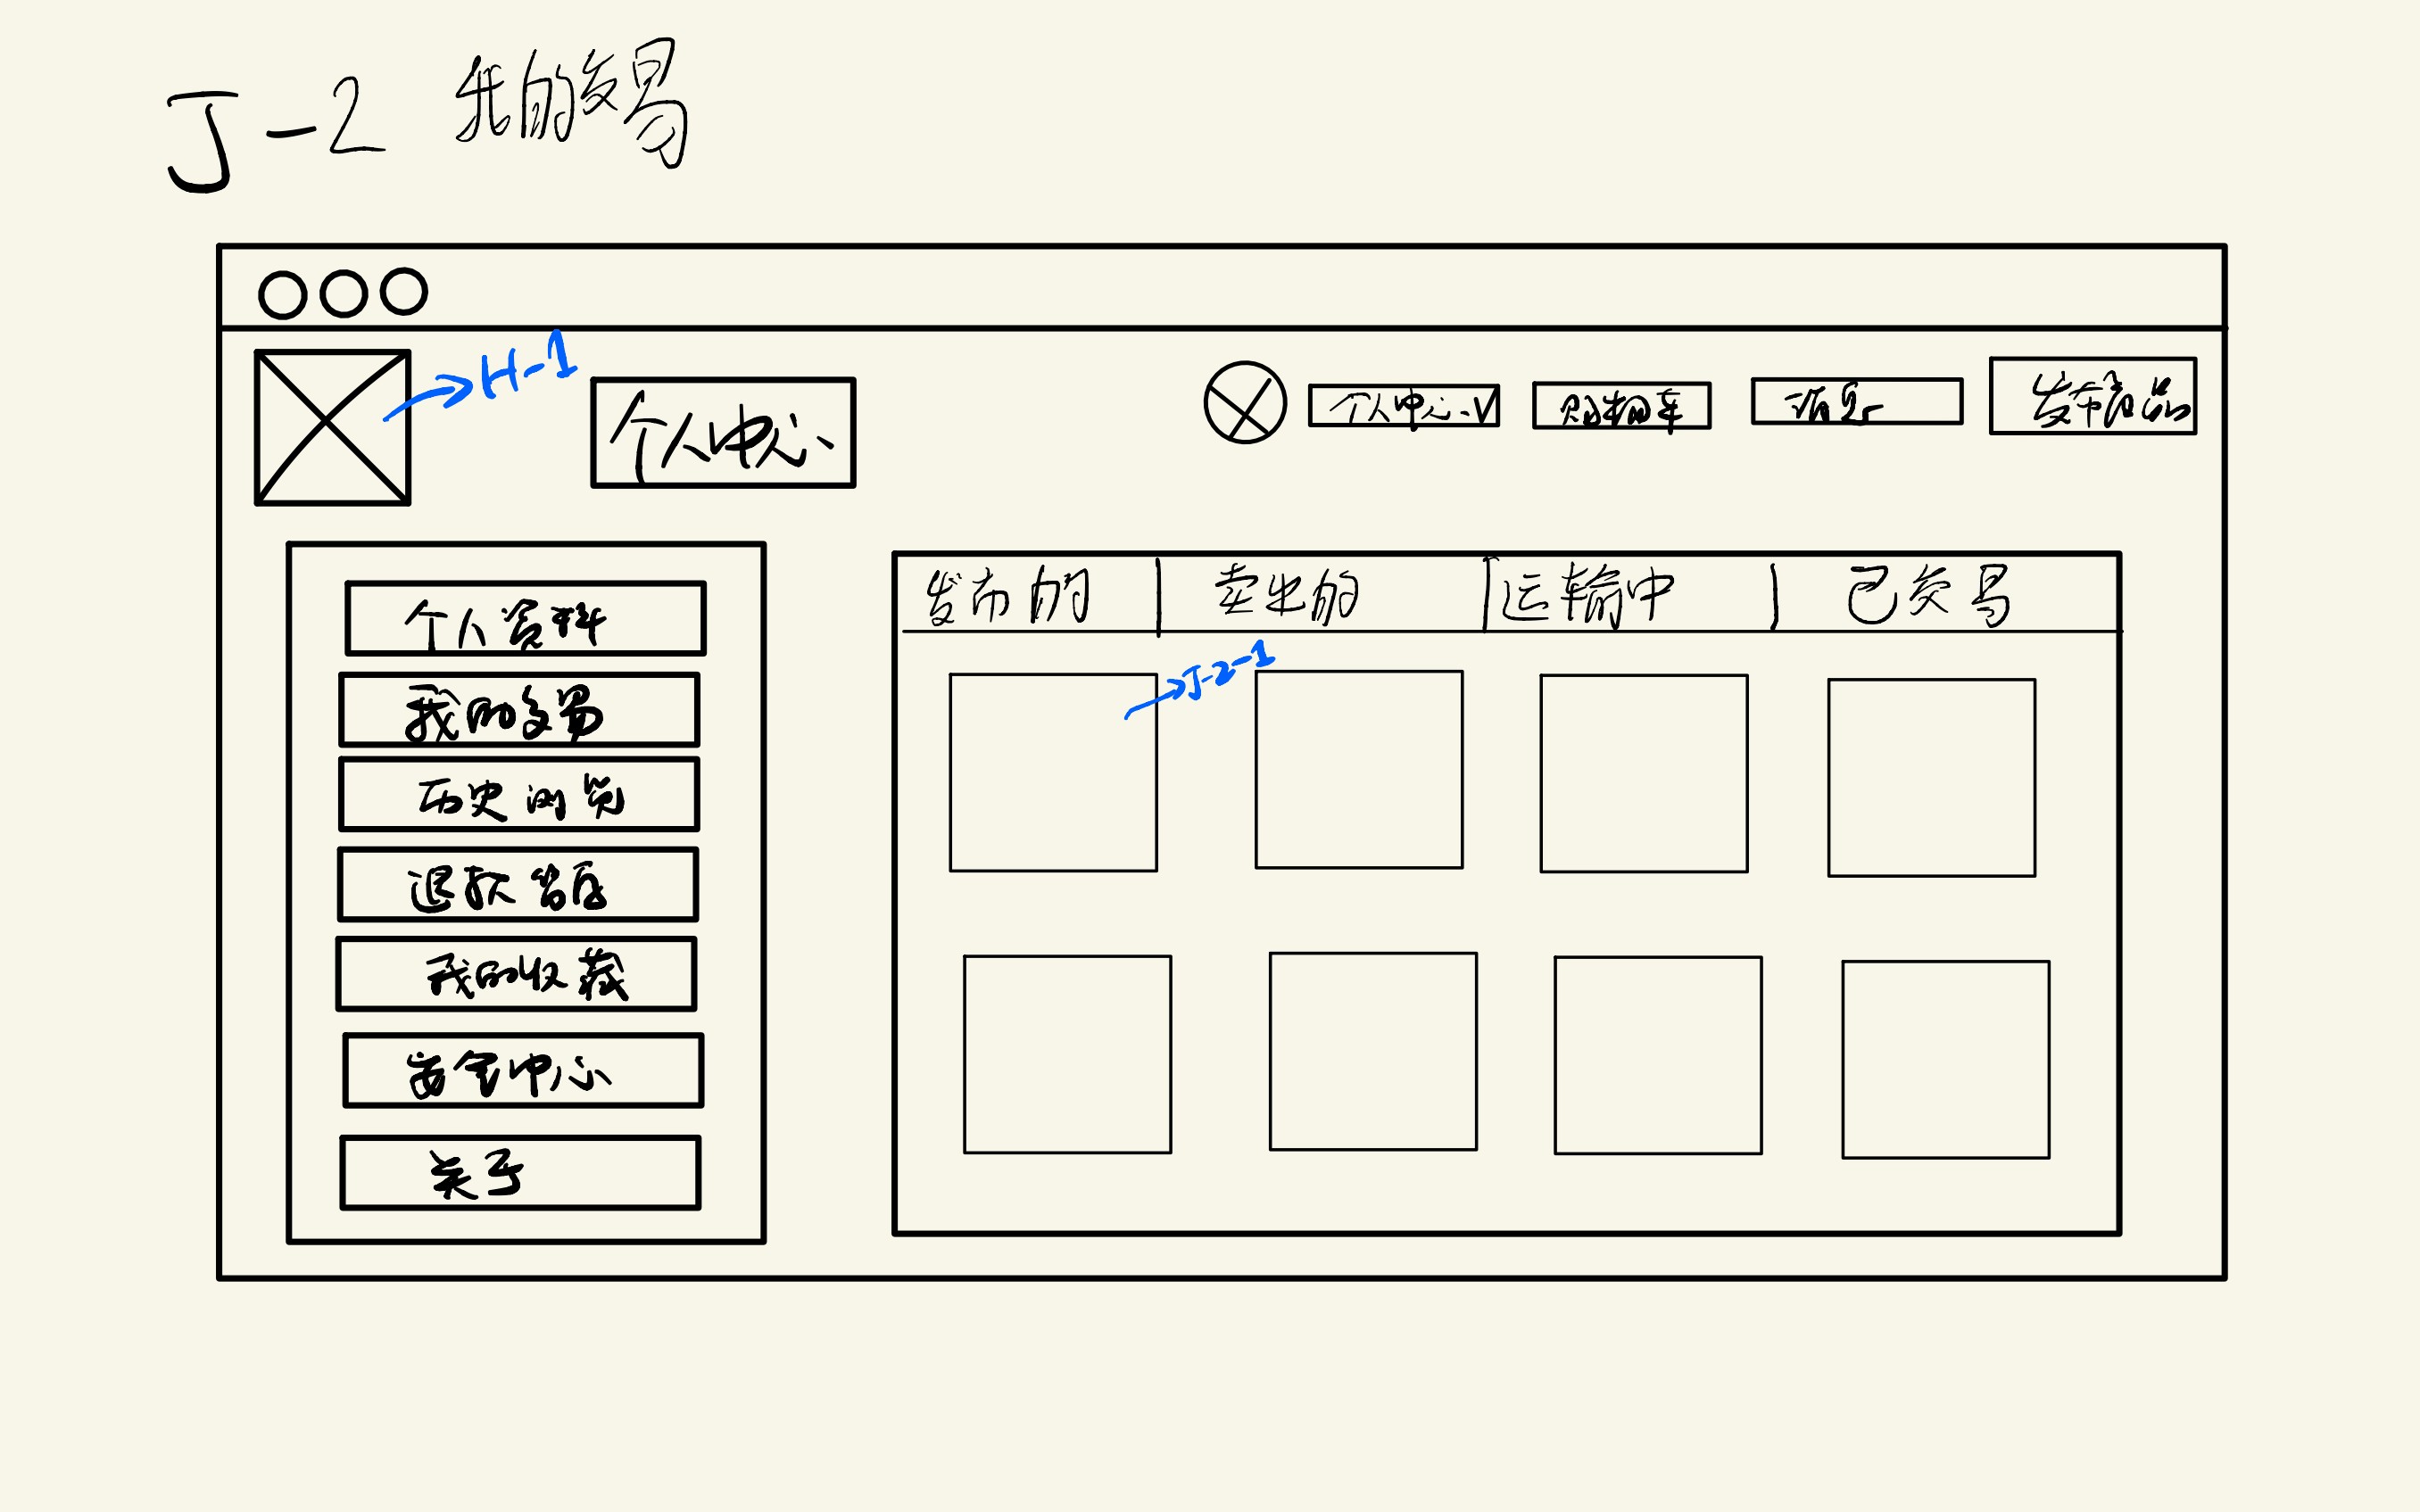 J-2 我的交易
H-1
个人中心
个人中心 购物车 消息 发布商品
个人资料
我的交易
历史浏览
退款售后
我的收藏
安全中心
关于
发布的 卖出的 运输中 已交易
J-2-1